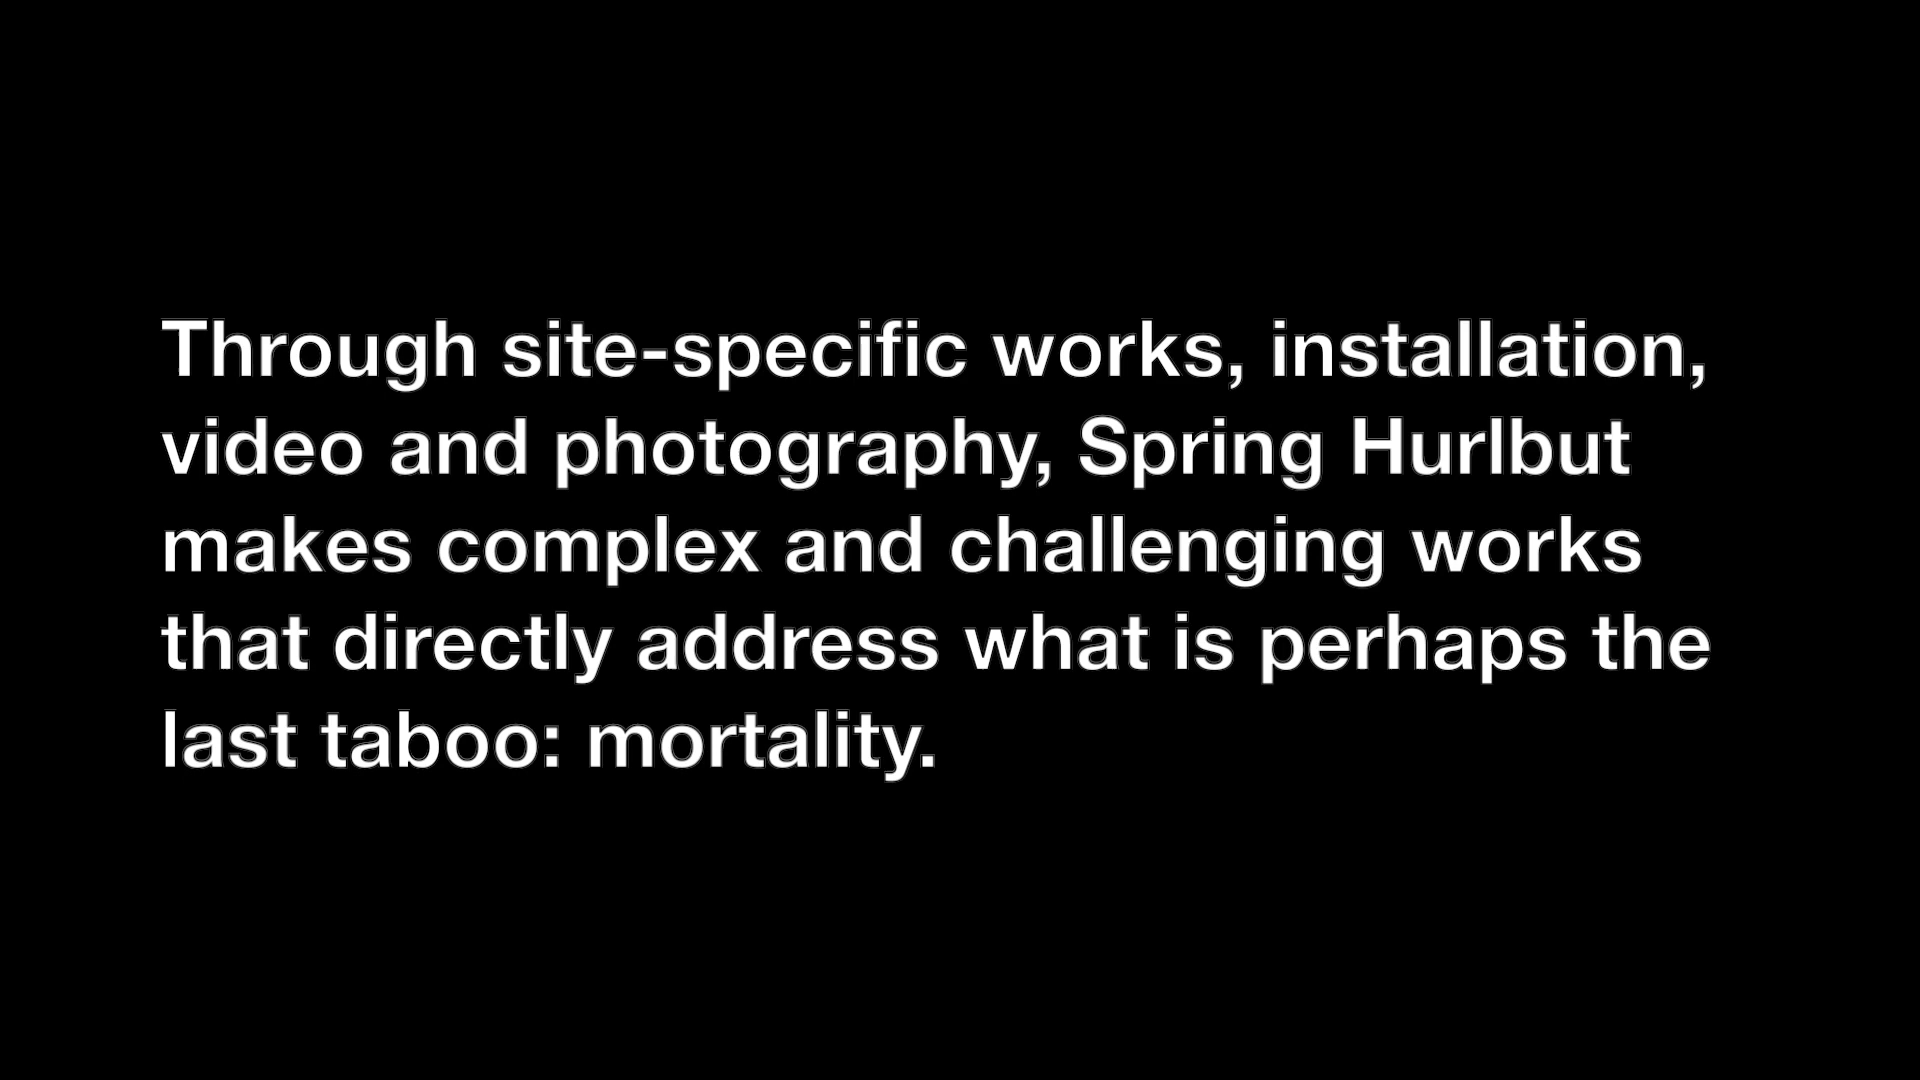 Through site-specific works, installation,
video and photography, Spring Hurlbut
makes complex and challenging works
that directly address what is perhaps the
last taboo: mortality.